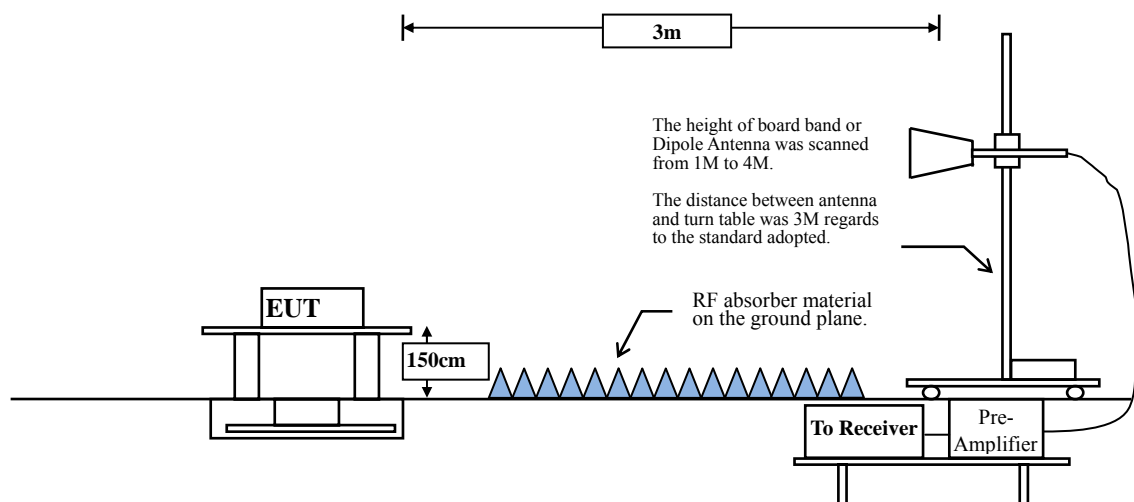 3m
The height of board band or
Dipole Antenna was scanned
from 1M to 4M.
The distance between antenna
and turn table was 3M regards
to the standard adopted.
EUT
RF absorber material
on the ground plane.
150cm
To Receiver
Pre-
Amplifier